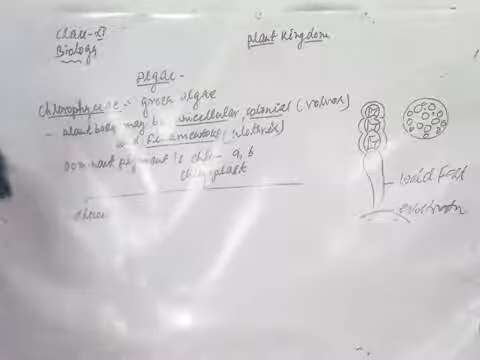 Class-XI
Biology
Plant Kingdom
Algae-
Chlorophyceae - green algae
- plant body may be unicellular, colonial (volvox)
and filamentous (ulothrix)
Dominant pigment is chl- a, b
chloroplast